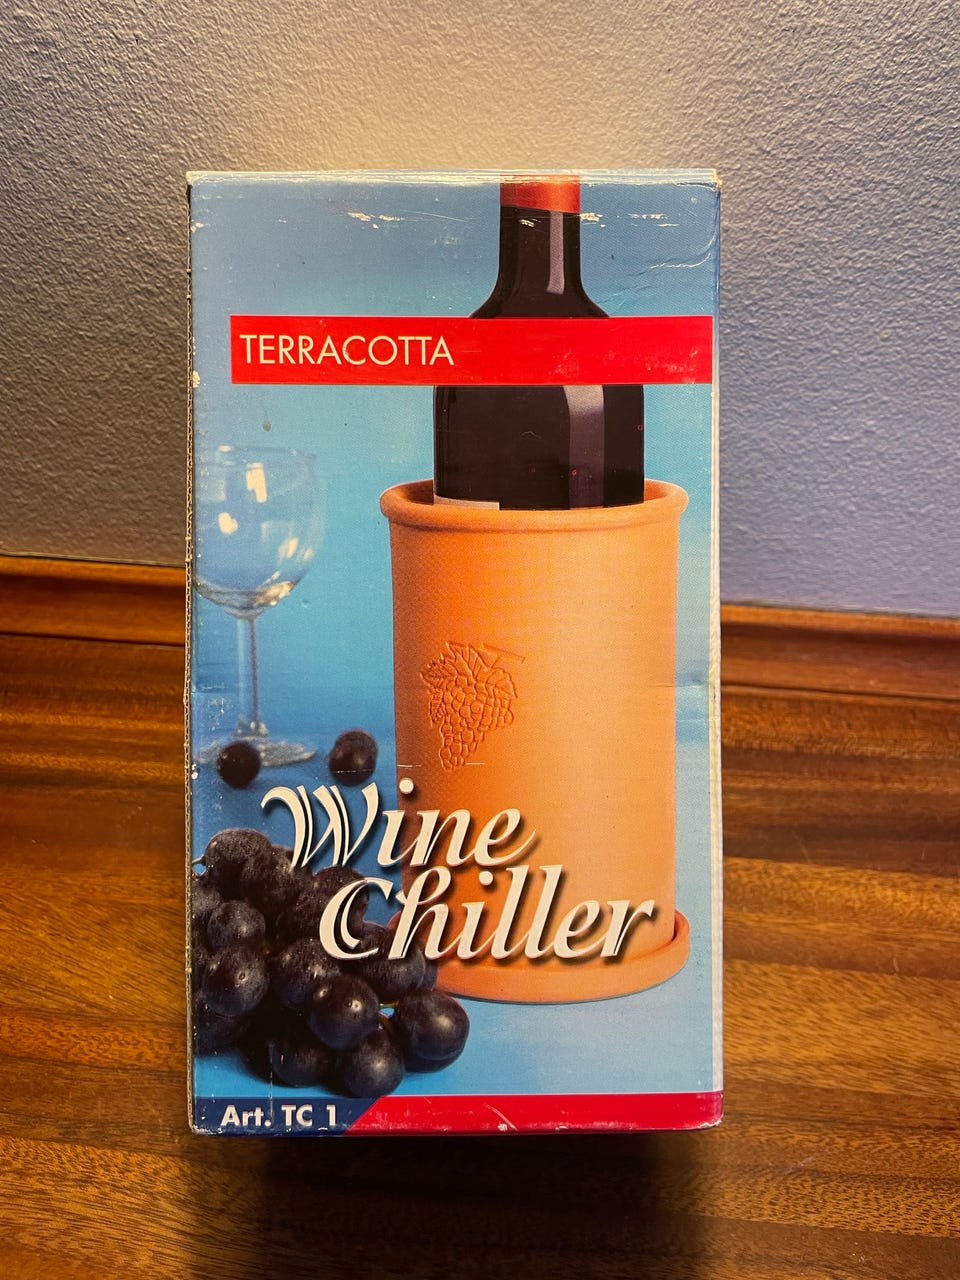 TERRACOTTA
Wine
Chiller
Art. TC 1